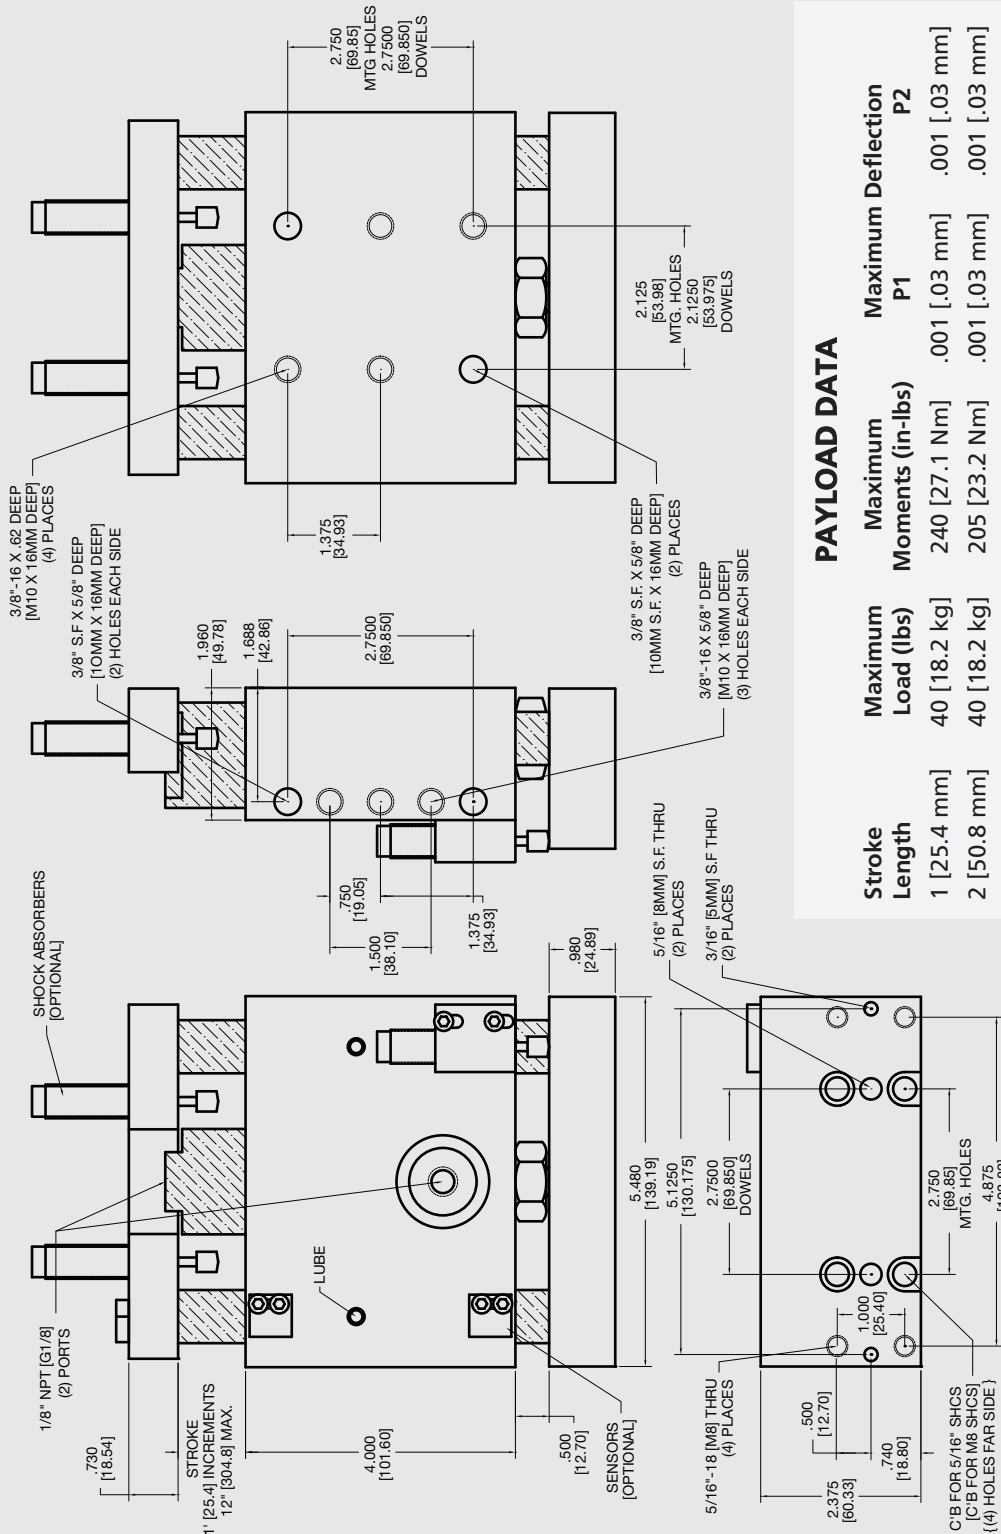 1/8" NPT [G1/8]
(2) PORTS
SHOCK ABSORBERS
[OPTIONAL]
.730
[18.54]
STROKE
1' [25.4] INCREMENTS
12" [304.8] MAX.
4.000
[101.60]
.500
[12.70]
SENSORS
[OPTIONAL]
LUBE
.980
[24.89]
5.480
[139.19]
5.1250
[130.175]
2.7500
[69.850]
DOWELS
5/16" [8MM] S.F. THRU
(2) PLACES
3/16" [5MM] S.F THRU
(2) PLACES
5/16"-18 [M8] THRU
(4) PLACES
.500
[12.70]
1.000
[25.40]
2.375
[60.33]
.740
[18.80]
2.750
[69.85]
MTG. HOLES
4.875
C'B FOR 5/16" SHCS
[C'B FOR M8 SHCS]
{(4) HOLES FAR SIDE }
3/8" S.F X 5/8" DEEP
[10MM X 16MM DEEP]
(2) HOLES EACH SIDE
1.960
[49.78]
1.688
[42.86]
2.7500
[69.850]
.750
[19.05]
1.500
[38.10]
1.375
[34.93]
3/8"-16 X 5/8" DEEP
[M10 X 16MM DEEP]
(3) HOLES EACH SIDE
3/8"-16 X .62 DEEP
[M10 X 16MM DEEP]
(4) PLACES
1.375
[34.93]
2.750
[69.85]
MTG HOLES
2.7500
[69.850]
DOWELS
2.125
[53.98]
MTG. HOLES
2.1250
[53.975]
DOWELS
3/8" S.F. X 5/8" DEEP
[10MM S.F. X 16MM DEEP]
(2) PLACES
PAYLOAD DATA
Stroke Maximum Maximum Maximum Deflection
Length Load (lbs) Moments (in-lbs) P1 P2
1 [25.4 mm] 40 [18.2 kg] 240 [27.1 Nm] .001 [.03 mm] .001 [.03 mm]
2 [50.8 mm] 40 [18.2 kg] 205 [23.2 Nm] .001 [.03 mm] .001 [.03 mm]